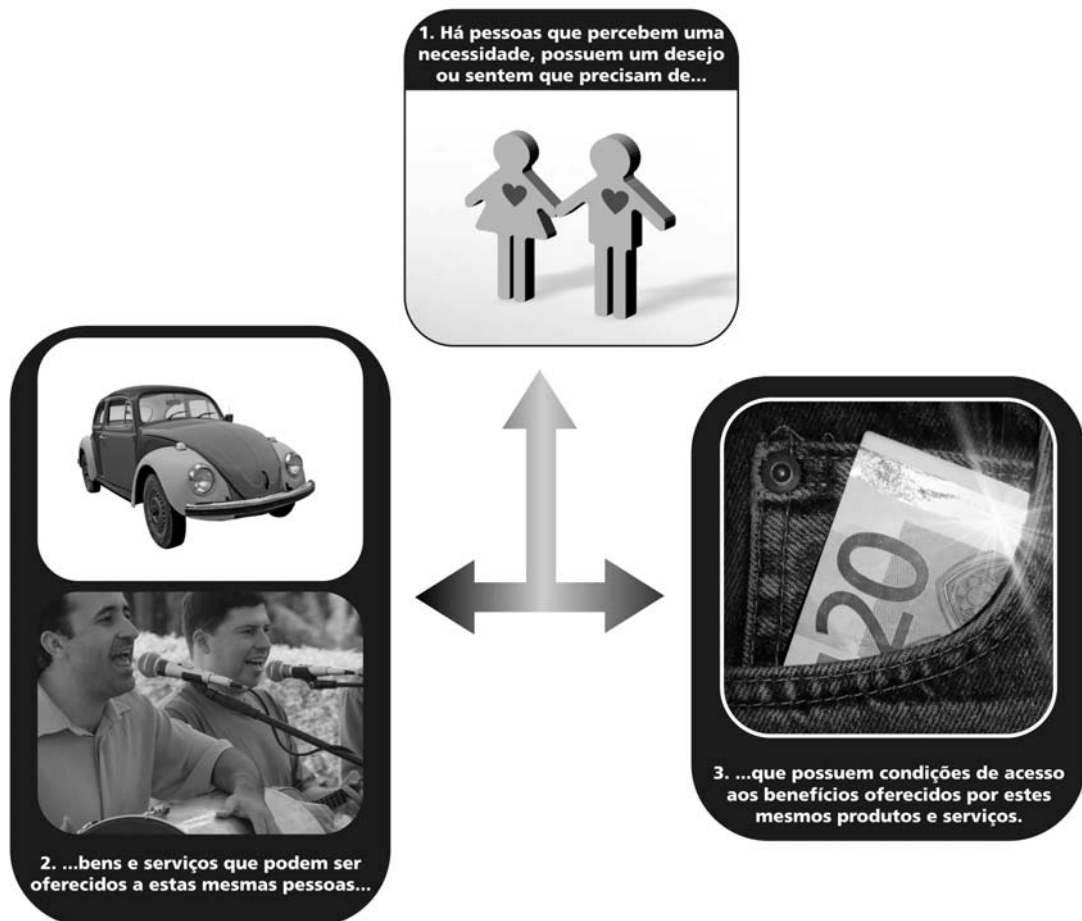 1. Há pessoas que percebem uma
necessidade, possuem um desejo
ou sentem que precisam de...
2. ...bens e serviços que podem ser
oferecidos a estas mesmas pessoas...
20
3. ...que possuem condições de acesso
aos benefícios oferecidos por estes
mesmos produtos e serviços.